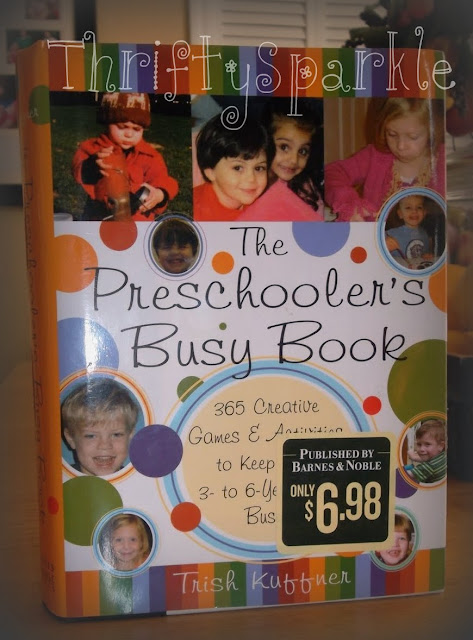 ThriftySparkle
The
Preschooler's
Busy Book
365 Creative
Games & Activities
to Keep
3- to 6-Ye
Bus
PUBLISHED BY
BARNES & NOBLE
ONLY
$6.98
Trish Kuffner